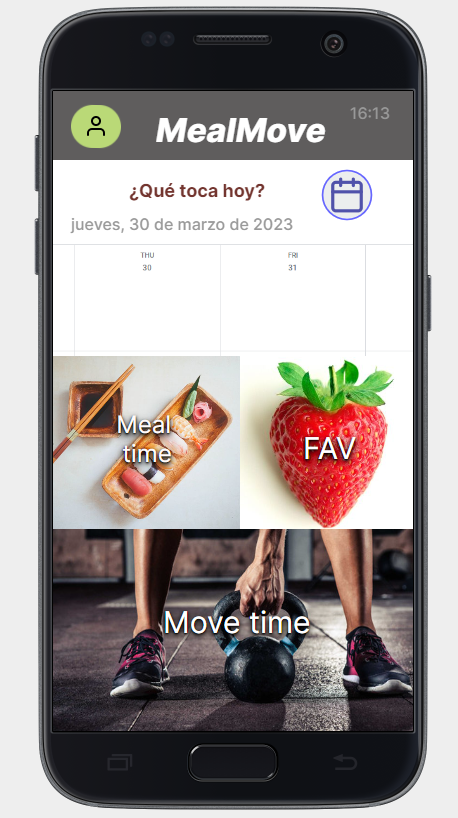 MealMove
16:13
¿Qué toca hoy?
jueves, 30 de marzo de 2023
THU
FRI
30
31
Meal
time
FAV
Move time